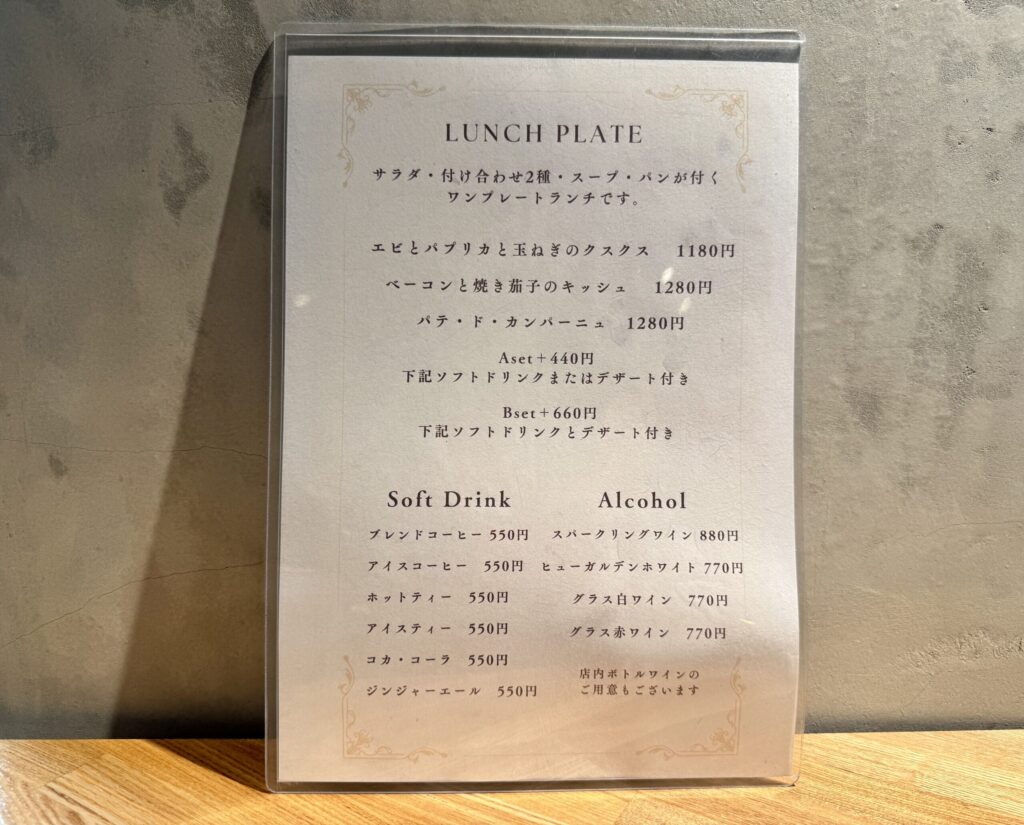 LUNCH PLATE
サラダ・付け合わせ2種・スープ・パンが付く
ワンプレートランチです。
エビとパプリカと玉ねぎのクスクス 1180円
ベーコンと焼き茄子のキッシュ 1280円
パテ・ド・カンパーニュ 1280円
Aset＋440円
下記ソフトドリンクまたはデザート付き
Bset＋660円
下記ソフトドリンクとデザート付き
Soft Drink
ブレンドコーヒー 550円
アイスコーヒー 550円
ホットティー 550円
アイスティー 550円
コカ・コーラ 550円
ジンジャーエール 550円
Alcohol
スパークリングワイン 880円
ヒューガルデンホワイト 770円
グラス白ワイン 770円
グラス赤ワイン 770円
店内ボトルワインの
ご用意もございます